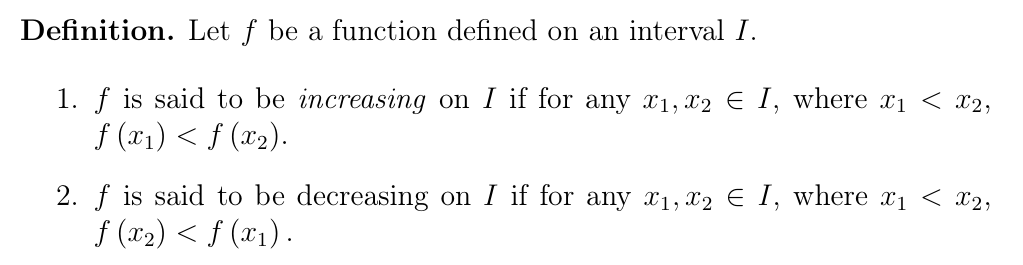 Definition. Let f be a function defined on an interval I.
1. f is said to be increasing on I if for any x₁, x₂ ∈ I, where x₁ < x₂,
f (x₁) < f (x₂).
2. f is said to be decreasing on I if for any x₁, x₂ ∈ I, where x₁ < x₂,
f (x₂) < f (x₁) .